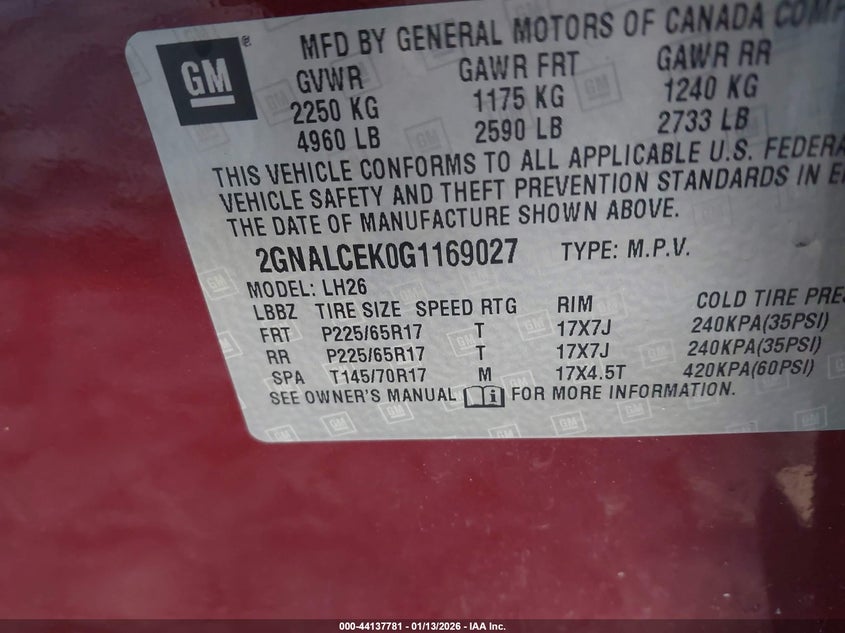 GM ®
MFD BY GENERAL MOTORS OF CANADA
GVWR GAWR FRT GAWR RR
2250 KG 1175 KG 1240 KG
4960 LB 2590 LB 2733 LB
THIS VEHICLE CONFORMS TO ALL APPLICABLE U.S. FEDERA
VEHICLE SAFETY AND THEFT PREVENTION STANDARDS IN E
THE DATE OF MANUFACTURE SHOWN ABOVE.
2GNALCEK0G1169027 TYPE: M.P.V.
MODEL: LH26
LBBZ TIRE SIZE SPEED RTG RIM COLD TIRE PRE
FRT P225/65R17 T 17X7J 240KPA(35PSI)
RR P225/65R17 T 17X7J 240KPA(35PSI)
SPA T145/70R17 M 17X4.5T 420KPA(60PSI)
SEE OWNER'S MANUAL FOR MORE INFORMATION.
000-44137781 - 01/13/2026 - IAA Inc.